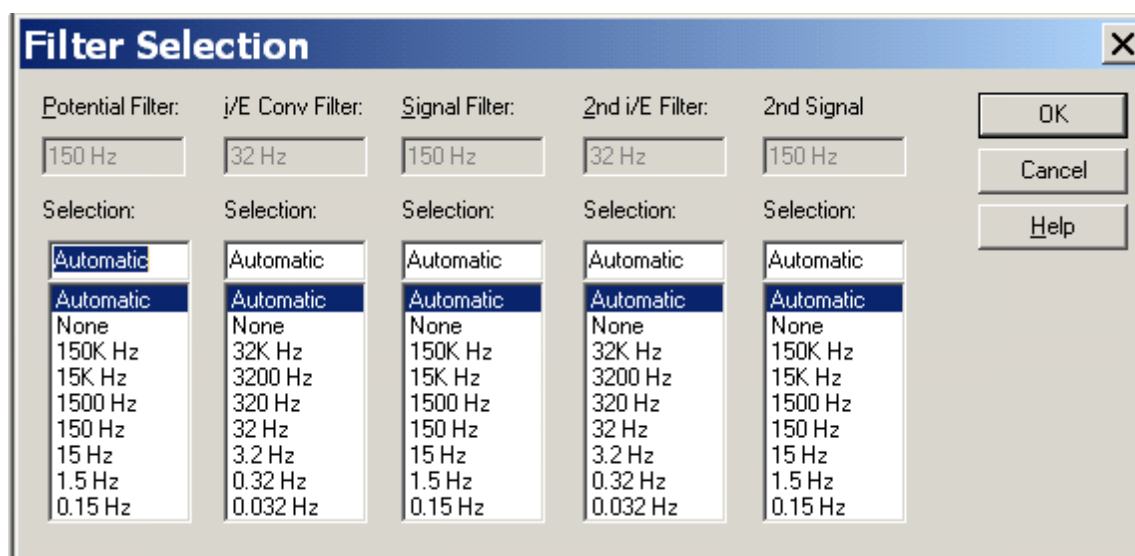 Filter Selection
Potential Filter: i/E Conv Filter: Signal Filter: 2nd i/E Filter: 2nd Signal
150 Hz 32 Hz 150 Hz 32 Hz 150 Hz
Selection: Selection: Selection: Selection: Selection:
Automatic Automatic Automatic Automatic Automatic
Automatic Automatic Automatic Automatic Automatic
None None None None None
150K Hz 32K Hz 150K Hz 32K Hz 150K Hz
15K Hz 3200 Hz 15K Hz 3200 Hz 15K Hz
1500 Hz 320 Hz 1500 Hz 320 Hz 1500 Hz
150 Hz 32 Hz 150 Hz 32 Hz 150 Hz
15 Hz 3.2 Hz 15 Hz 3.2 Hz 15 Hz
1.5 Hz 0.32 Hz 1.5 Hz 0.32 Hz 1.5 Hz
0.15 Hz 0.032 Hz 0.15 Hz 0.032 Hz 0.15 Hz
OK
Cancel
Help